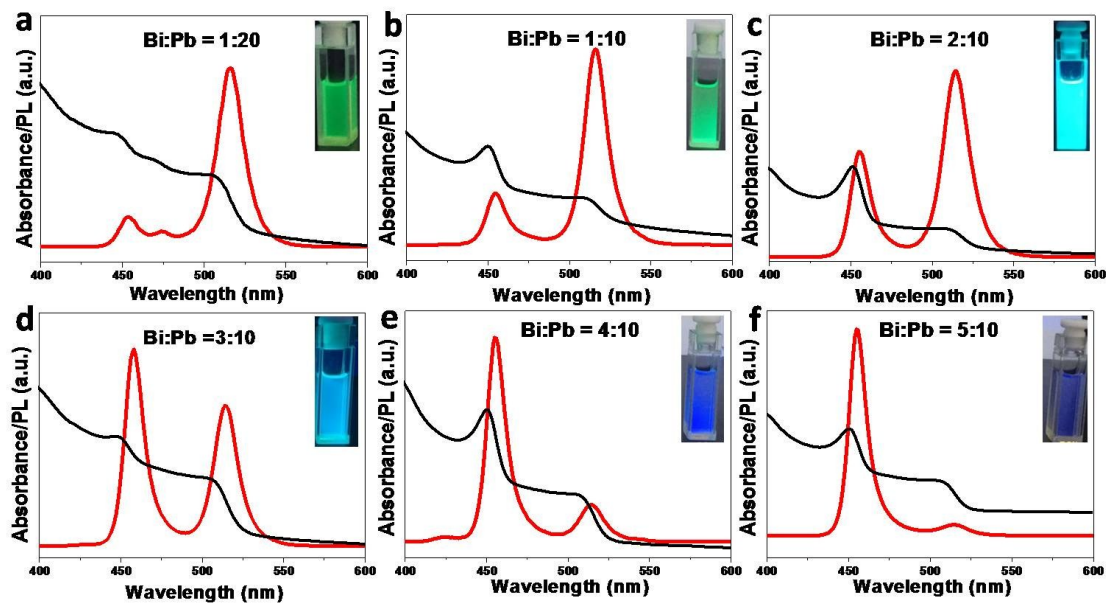 a
Bi:Pb = 1:20
Absorbance/PL (a.u.)
400 450 500 550 600
Wavelength (nm)
b
Bi:Pb = 1:10
Absorbance/PL (a.u.)
400 450 500 550 600
Wavelength (nm)
c
Bi:Pb = 2:10
Absorbance/PL (a.u.)
400 450 500 550 600
Wavelength (nm)
d
Bi:Pb =3:10
Absorbance/PL (a.u.)
400 450 500 550 600
Wavelength (nm)
e
Bi:Pb = 4:10
Absorbance/PL (a.u.)
400 450 500 550 600
Wavelength (nm)
f
Bi:Pb = 5:10
Absorbance/PL (a.u.)
400 450 500 550 600
Wavelength (nm)